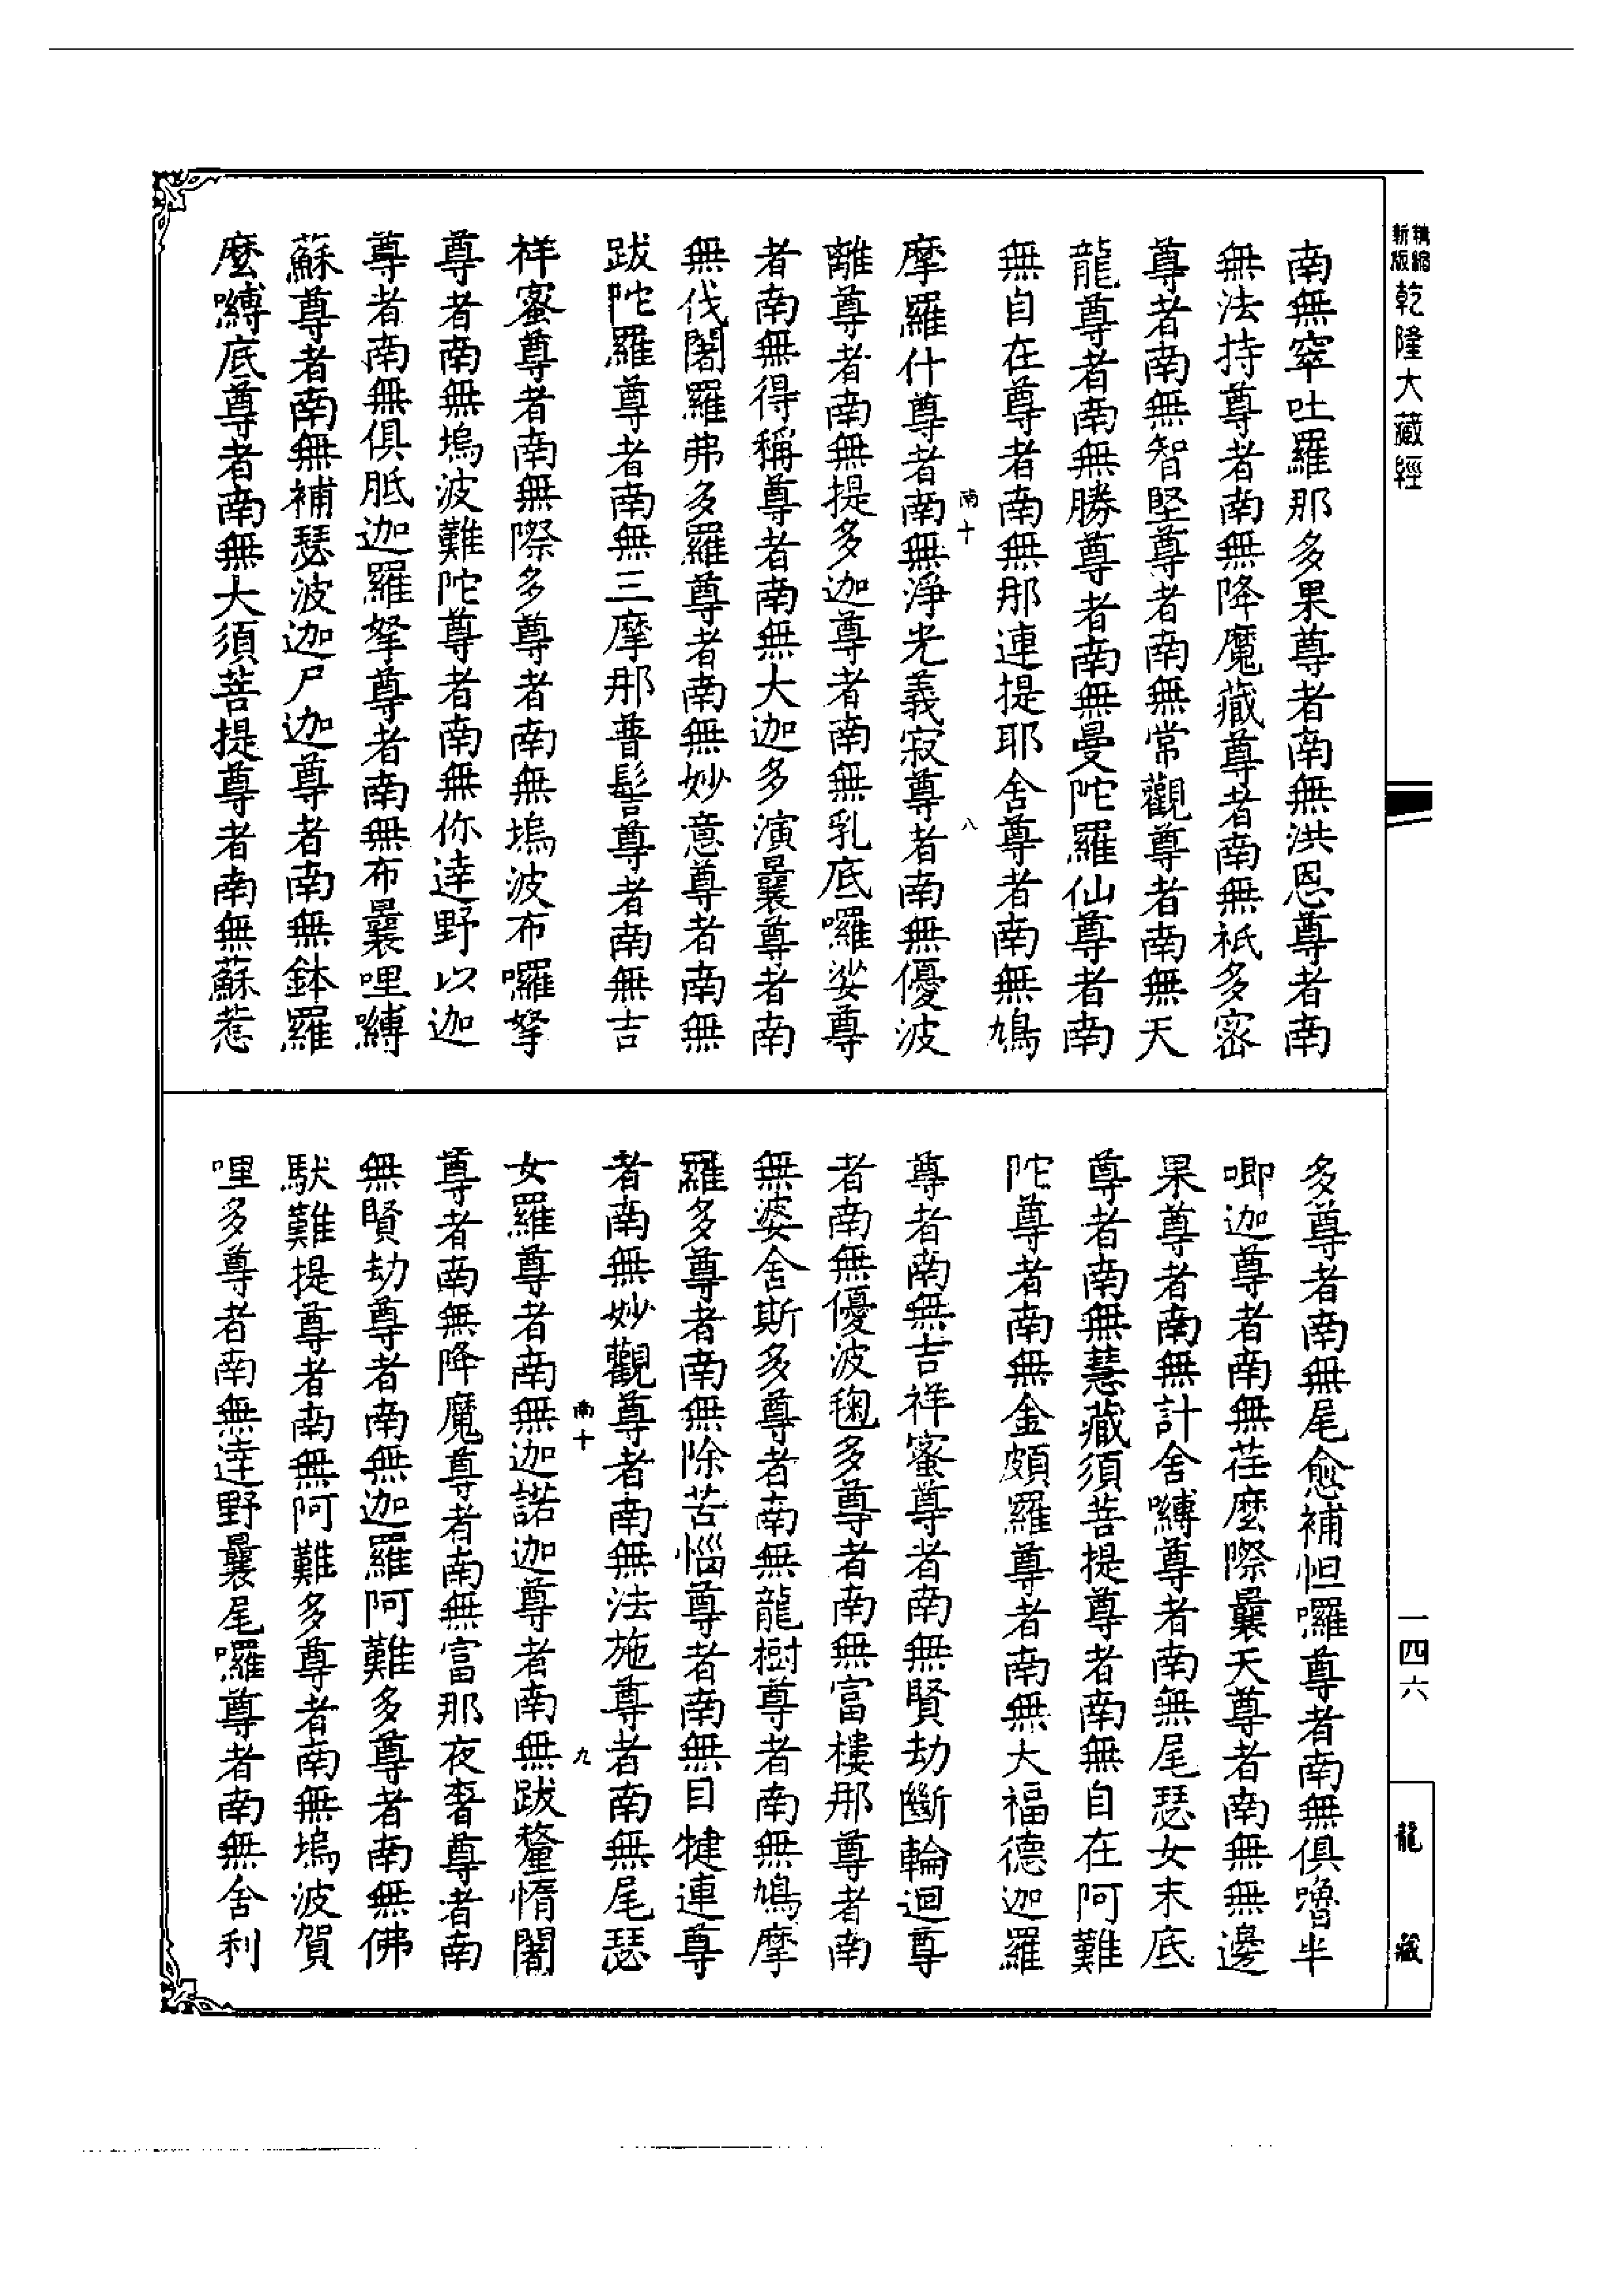 新版
精縮
乾隆大藏經
南無窣吐羅那多果尊者南無洪恩尊者南
無法持尊者南無降魔藏尊者南無祇多密
尊者南無智堅尊者南無常觀尊者南無天
龍尊者南無勝尊者南無曼陀羅仙尊者南
無自在尊者南無那連提耶舍尊者南無鳩
南十 八
摩羅什尊者南無淨光義寂尊者南無優波
離尊者南無提多迦尊者南無乳底囉娑尊
者南無得稱尊者南無大迦多演曩尊者南
無伐闍羅弗多羅尊者南無妙意尊者南無
跋陀羅尊者南無三摩那普髻尊者南無吉
祥蜜尊者南無際多尊者南無塢波布囉拏
尊者南無塢波難陀尊者南無你達野以迦
尊者南無俱胝迦羅拏尊者南無布曩哩嚩
蘇尊者南無補瑟波迦尸迦尊者南無鉢羅
麼嚩底尊者南無大須菩提尊者南無蘇惹
多尊者南無尾愈補怛囉尊者南無俱嚕半
唧迦尊者南無荏麼際曩天尊者南無無邊
果尊者南無計舍嚩尊者南無尾瑟女末底
尊者南無慧藏須菩提尊者南無自在阿難
陀尊者南無金頗羅尊者南無大福德迦羅
尊者南無吉祥蜜尊者南無賢劫斷輪迴尊
者南無優波毱多尊者南無富樓那尊者南
無婆舍斯多尊者南無龍樹尊者南無鳩摩
羅多尊者南無除苦惱尊者南無目犍連尊
者南無妙觀尊者南無法施尊者南無尾瑟
南十 九
女羅尊者南無迦諾迦尊者南無跋釐惰闍
尊者南無降魔尊者南無富那夜奢尊者南
無賢劫尊者南無迦羅阿難多尊者南無佛
馱難提尊者南無阿難多尊者南無塢波賀
哩多尊者南無達野曩尾囉尊者南無舍利
一四六
龍藏